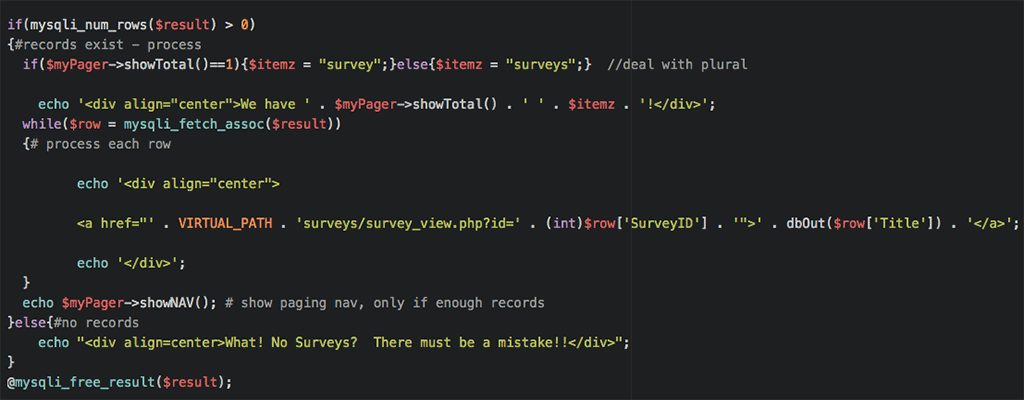 if(mysqli_num_rows($result) > 0)
{#records exist - process
if($myPager->showTotal()==1){$itemz = "survey";}else{$itemz = "surveys";}  //deal with plural
echo '<div align="center">We have ' . $myPager->showTotal() . ' ' . $itemz . '!</div>';
while($row = mysqli_fetch_assoc($result))
{# process each row
echo '<div align="center">
<a href="' . VIRTUAL_PATH . 'surveys/survey_view.php?id=' . (int)$row['SurveyID'] . '">' . dbOut($row['Title']) . '</a>';
echo '</div>';
}
echo $myPager->showNAV(); # show paging nav, only if enough records
}else{#no records
echo "<div align=center>What! No Surveys?  There must be a mistake!!</div>";
}
@mysqli_free_result($result);